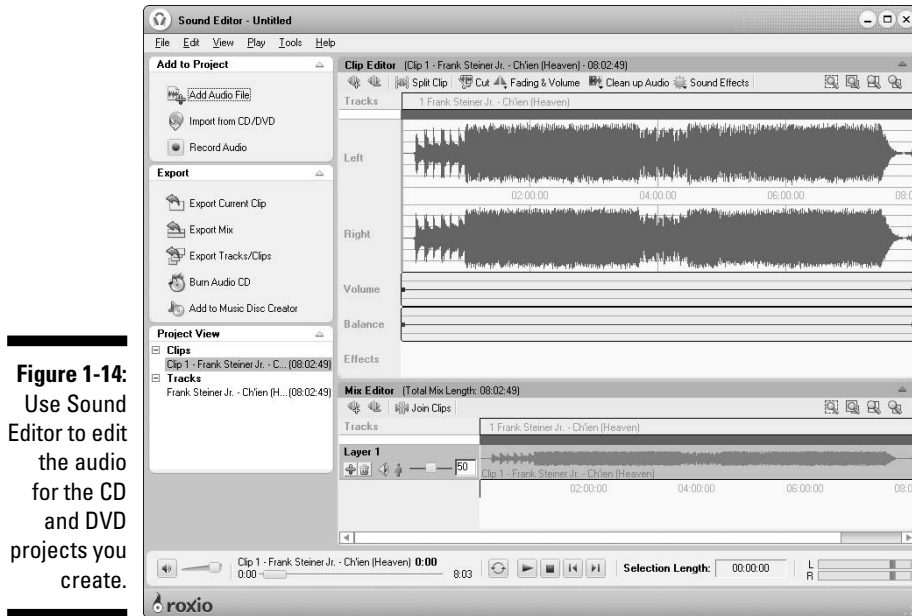 Sound Editor - Untitled
File Edit View Play Tools Help
Add to Project
Add Audio File
Import from CD/DVD
Record Audio
Export
Export Current Clip
Export Mix
Export Tracks/Clips
Burn Audio CD
Add to Music Disc Creator
Project View
Clips
Clip 1 - Frank Steiner Jr. - C... (08:02:49)
Tracks
Frank Steiner Jr. - Ch'ien (H... (08:02:49)
Clip Editor (Clip 1 - Frank Steiner Jr. - Ch'ien (Heaven) - 08:02:49)
Split Clip Cut Fading & Volume Clean up Audio Sound Effects
Tracks 1 Frank Steiner Jr. - Ch'ien (Heaven)
Left
02:00:00 04:00:00 06:00:00 08:0
Right
Volume
Balance
Effects
Mix Editor (Total Mix Length: 08:02:49)
Join Clips
Tracks 1 Frank Steiner Jr. - Ch'ien (Heaven)
Layer 1
50
Clip 1 - Frank Steiner Jr. - Ch'ien (Heaven)
02:00:00 04:00:00 06:00:00 08:0
Clip 1 - Frank Steiner Jr. - Ch'ien (Heaven) 0:00
0:00 8:03
Selection Length: 00:00:00
L
R
roxio
Figure 1-14:
Use Sound
Editor to edit
the audio
for the CD
and DVD
projects you
create.